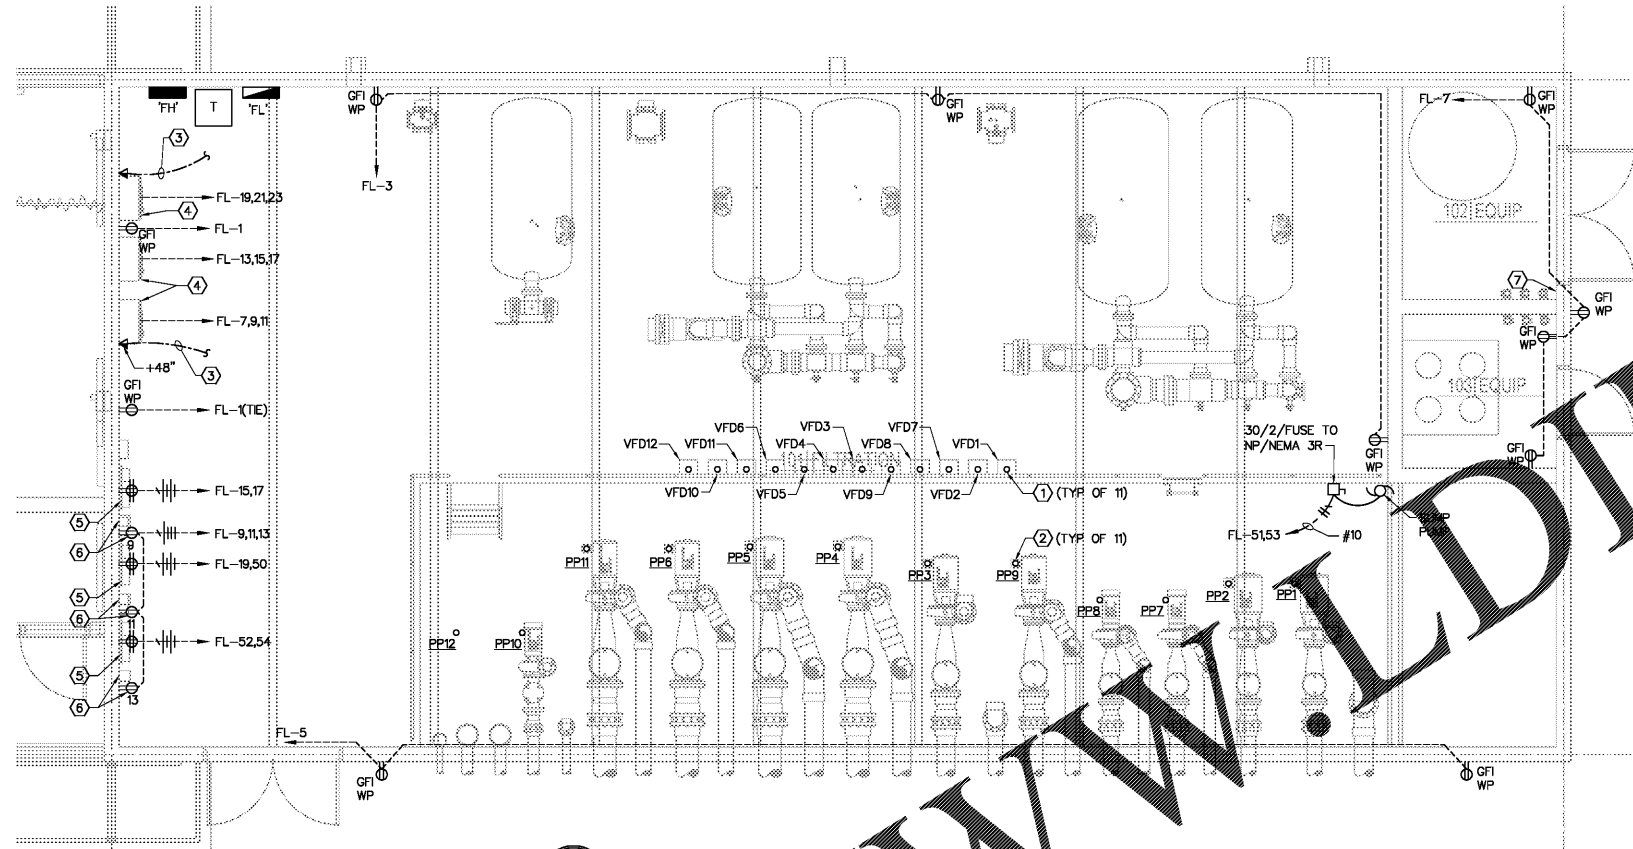 'FH'
T
'FL'
GFI
WP
GFI
WP
FL-7
GFI
WP
3
FL-3
FL-19,21,23
4
FL-1
GFI
WP
102 EQUIP
FL-13,15,17
4
7
GFI
WP
FL-7,9,11
GFI
WP
+48"
3
GFI
WP
103 EQUIP
FL-1(TIE)
VFD12
VFD11
VFD6
VFD4
VFD3
VFD8
VFD7
VFD1
30/2/FUSE TO
NP/NEMA 3R
GFI
WP
GFI
WP
VFD10
VFD5
VFD9
VFD2
1 (TYP OF 11)
FL-15,17
5
FL-9,11,13
6
9
FL-19,50
2 (TYP OF 11)
FL-51,53
#10
PUMP
PP11
PP6
PP5
PP4
PP3
PP9
PP8
PP7
PP2
PP1
5
6
11
FL-52,54
PP12
PP10
5
6
13
FL-5
GFI
WP
GFI
WP
WWW.LDI